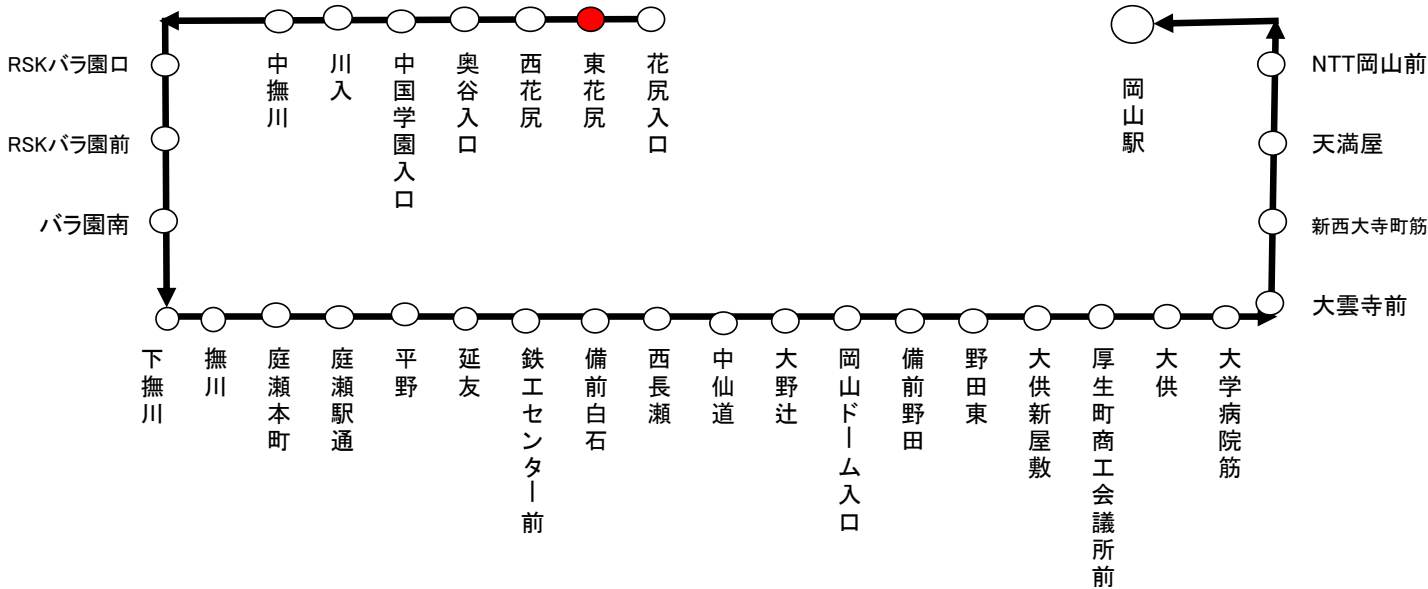 花尻入口
東花尻
西花尻
奥谷入口
中国学園入口
川入
中撫川
RSKバラ園口
RSKバラ園前
バラ園南
下撫川
撫川
庭瀬本町
庭瀬駅通
平野
延友
鉄工センター前
備前白石
西長瀬
中仙道
大野辻
岡山ドーム入口
備前野田
野田東
大供新屋敷
厚生町商工会議所前
大供
大学病院筋
大雲寺前
新西大寺町筋
天満屋
NTT岡山前
岡山駅